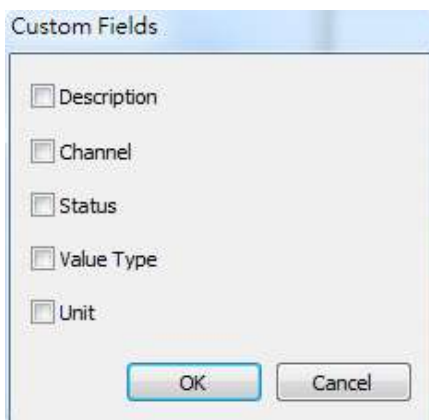 Custom Fields
Description
Channel
Status
Value Type
Unit
OK Cancel